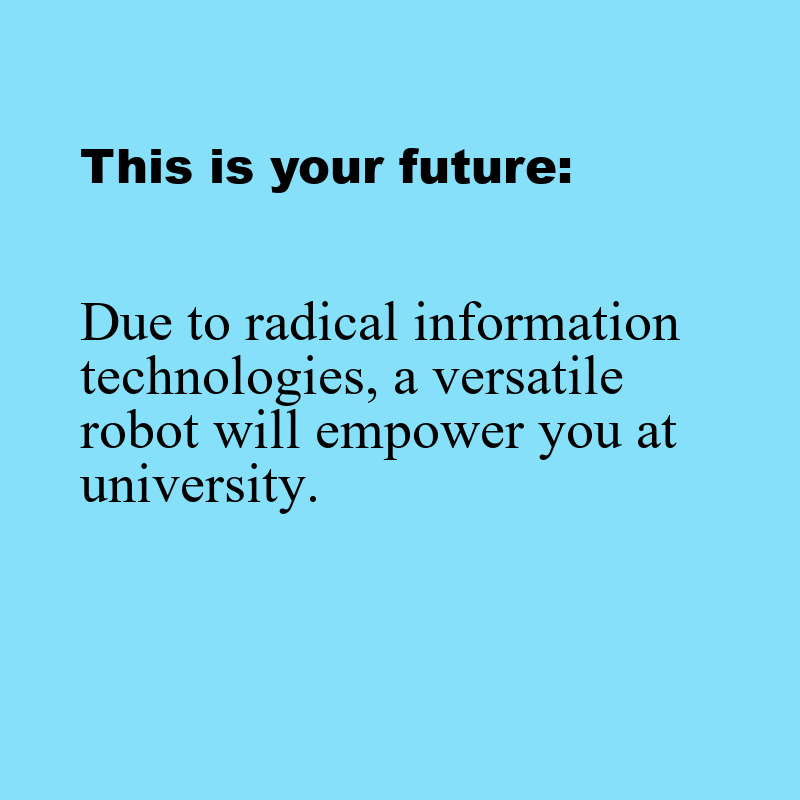 This is your future:
Due to radical information
technologies, a versatile
robot will empower you at
university.